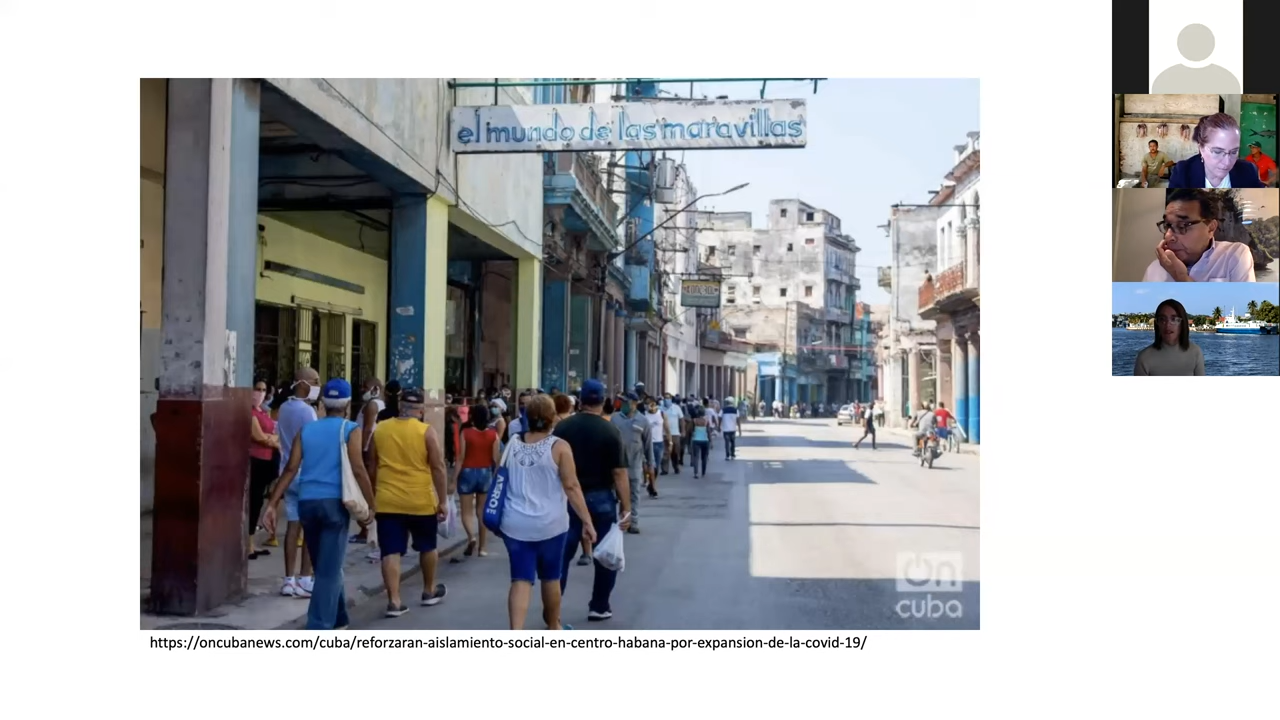 el mundo de las maravillas
AEROE
On
cuba
https://oncubanews.com/cuba/reforzaran-aislamiento-social-en-centro-habana-por-expansion-de-la-covid-19/